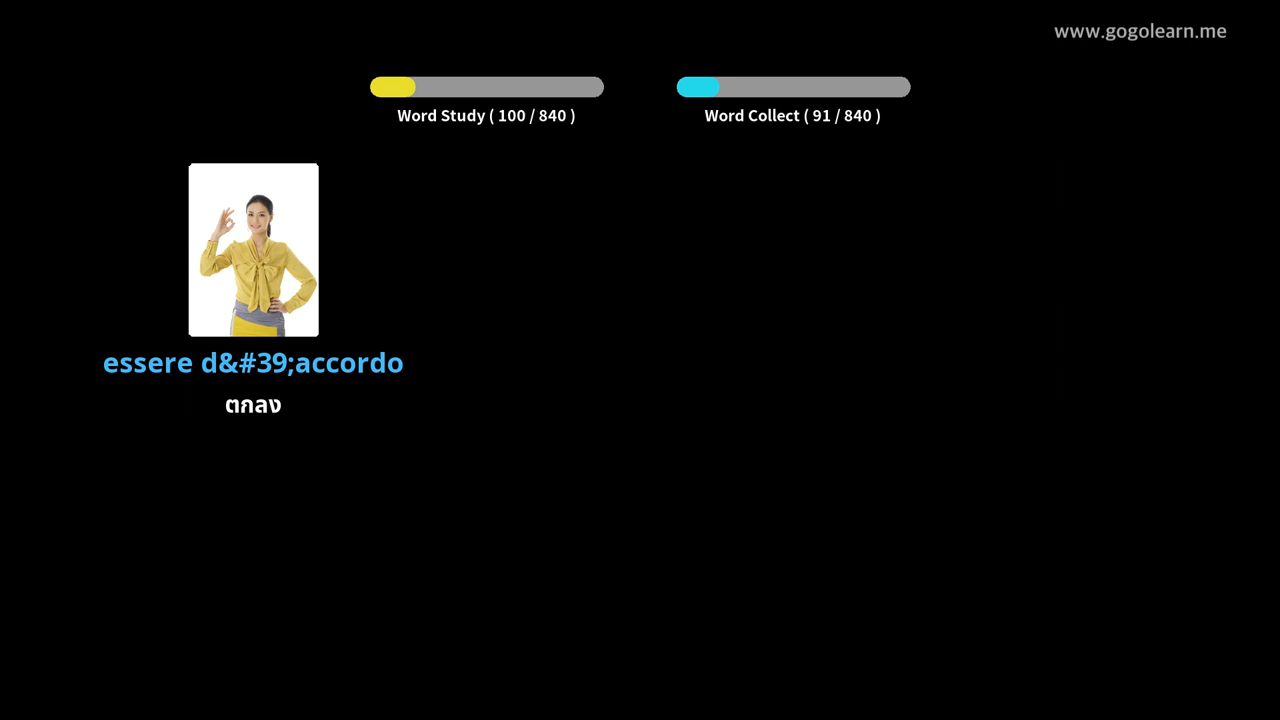 www.gogolearn.me
Word Study ( 100 / 840 )
Word Collect ( 91 / 840 )
essere d&#39;accordo
ตกลง